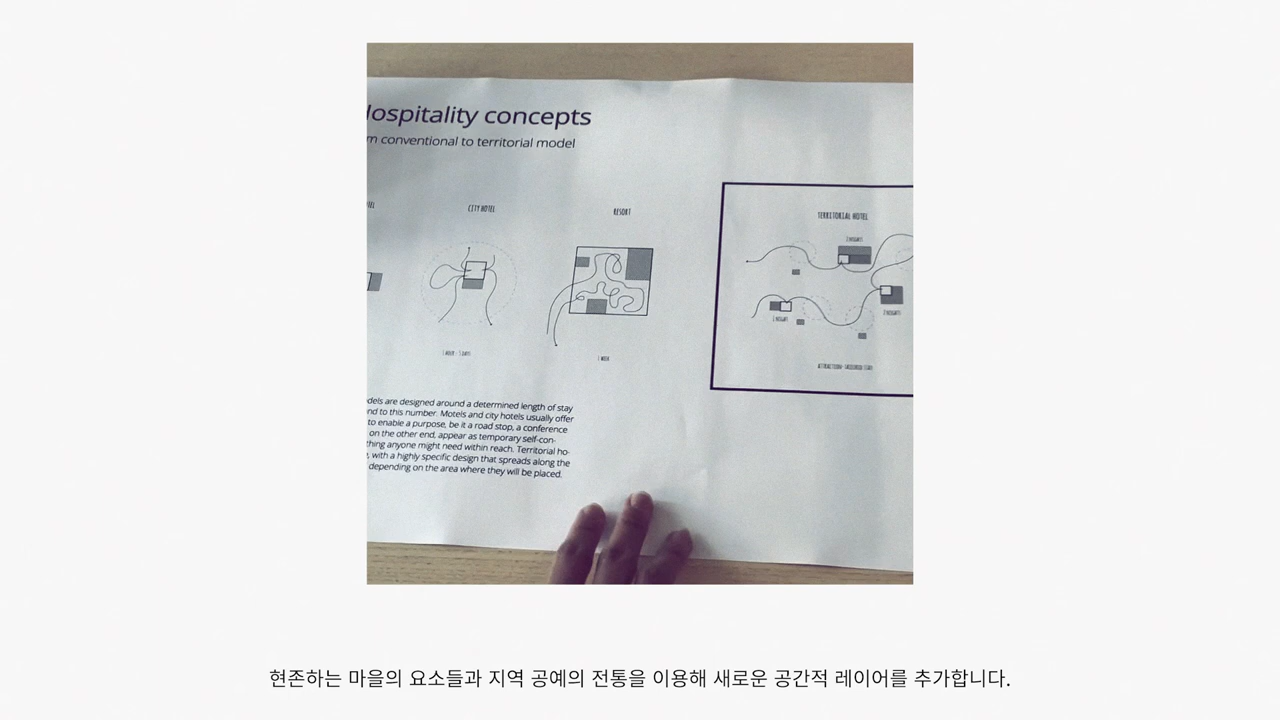 Hospitality concepts
m conventional to territorial model
CITY HOTEL
RESORT
TERRITORIAL HOTEL
1 WEEK
dels are designed around a determined length of stay
nd to this number. Motels and city hotels usually offer
to enable a purpose, be it a road stop, a conference
on the other end, appear as temporary self-con-
thing anyone might need within reach. Territorial ho-
, with a highly specific design that spreads along the
depending on the area where they will be placed.
현존하는 마을의 요소들과 지역 공예의 전통을 이용해 새로운 공간적 레이어를 추가합니다.